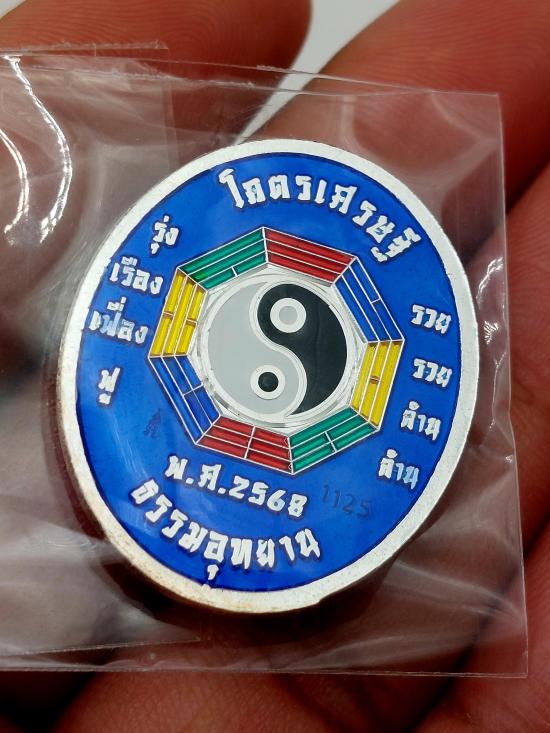 โคตรเศรษฐี
รุ่ง
เรือง
เฟื่อง
ฟู
รวย
รวย
ล้าน
ล้าน
พ.ศ.2568
1125
ธรรมอุทยาน